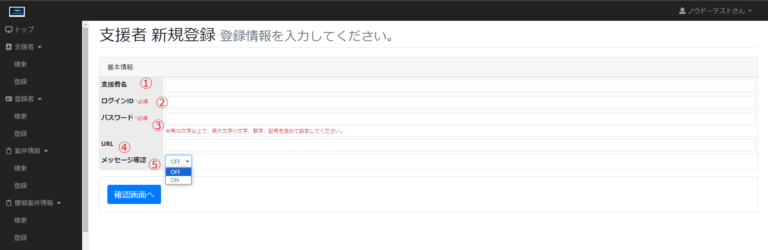 ノウドーテストさん
トップ
支援者
検索
登録
登録者
検索
登録
案件情報
検索
登録
簡易案件情報
検索
登録
支援者 新規登録 登録情報を入力してください。
基本情報
支援者名 ①
ログインID *必須 ②
パスワード *必須 ③
※角10文字以上で、英大文字小文字、数字、記号を含めて設定してください。
URL ④
メッセージ確認 ⑤ OFF
OFF
ON
確認画面へ